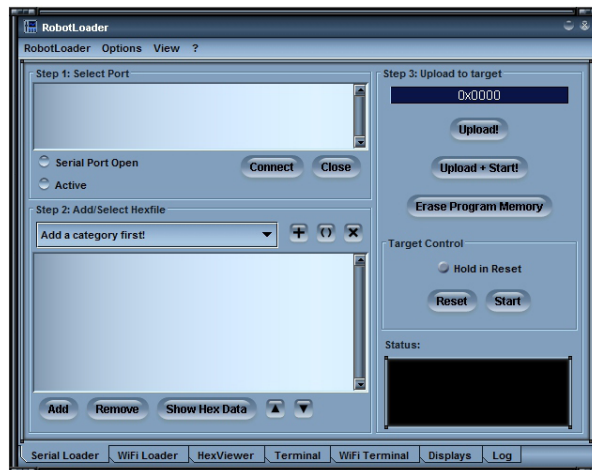 RobotLoader
RobotLoader Options View ?
Step 1: Select Port
Serial Port Open
Active
Connect Close
Step 2: Add/Select Hexfile
Add a category first!
Add Remove Show Hex Data
Step 3: Upload to target
0x0000
Upload!
Upload + Start!
Erase Program Memory
Target Control
Hold in Reset
Reset Start
Status:
Serial Loader WiFi Loader HexViewer Terminal WiFi Terminal Displays Log